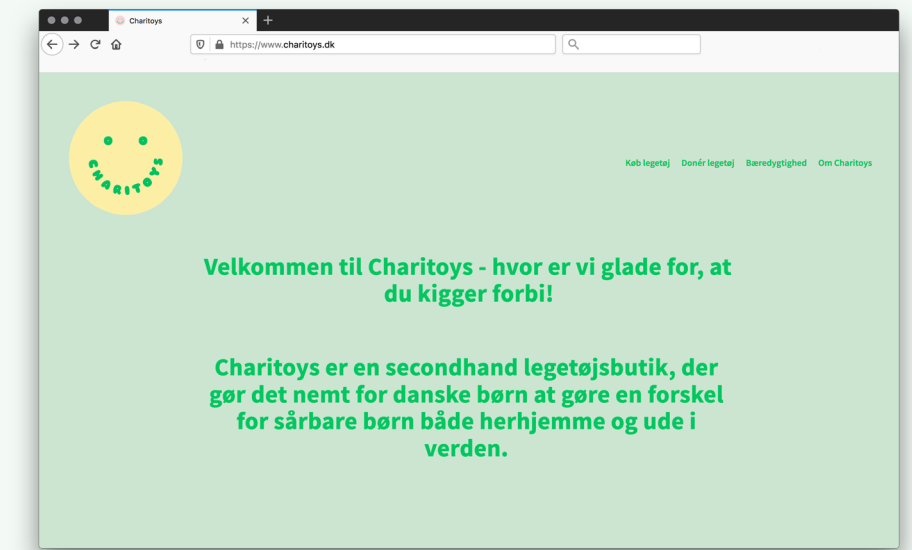 Charitoys
https://www.charitoys.dk
CHARITOYS
Køb legetøj Donér legetøj Bæredygtighed Om Charitoys
Velkommen til Charitoys - hvor er vi glade for, at
du kigger forbi!
Charitoys er en secondhand legetøjsbutik, der
gør det nemt for danske børn at gøre en forskel
for sårbare børn både herhjemme og ude i
verden.